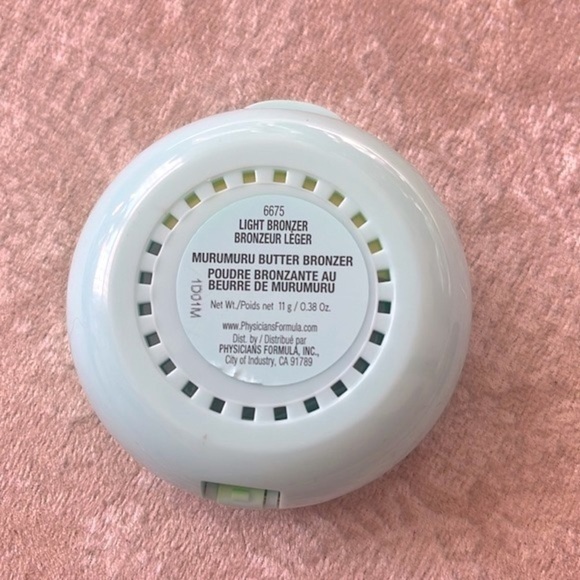 6675
LIGHT BRONZER
BRONZEUR LÉGER
MURUMURU BUTTER BRONZER
POUDRE BRONZANTE AU
BEURRE DE MURUMURU
Net Wt./Poids net 11 g / 0.38 Oz.
www.PhysiciansFormula.com
Dist. by / Distribué par
PHYSICIANS FORMULA, INC.,
City of Industry, CA 91789
1D01M